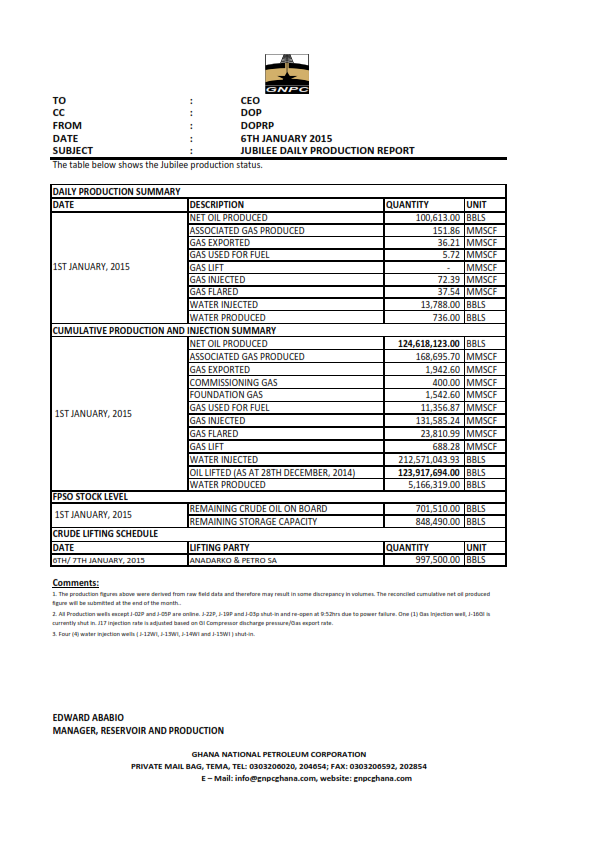 GNPC
TO : CEO
CC : DOP
FROM : DOPRP
DATE : 6TH JANUARY 2015
SUBJECT : JUBILEE DAILY PRODUCTION REPORT
The table below shows the Jubilee production status.
DAILY PRODUCTION SUMMARY
DATE DESCRIPTION QUANTITY UNIT
NET OIL PRODUCED 100,613.00 BBLS
ASSOCIATED GAS PRODUCED 151.86 MMSCF
GAS EXPORTED 36.21 MMSCF
GAS USED FOR FUEL 5.72 MMSCF
1ST JANUARY, 2015 GAS LIFT - MMSCF
GAS INJECTED 72.39 MMSCF
GAS FLARED 37.54 MMSCF
WATER INJECTED 13,788.00 BBLS
WATER PRODUCED 736.00 BBLS
CUMULATIVE PRODUCTION AND INJECTION SUMMARY
NET OIL PRODUCED 124,618,123.00 BBLS
ASSOCIATED GAS PRODUCED 168,695.70 MMSCF
GAS EXPORTED 1,942.60 MMSCF
COMMISSIONING GAS 400.00 MMSCF
FOUNDATION GAS 1,542.60 MMSCF
GAS USED FOR FUEL 11,356.87 MMSCF
1ST JANUARY, 2015 GAS INJECTED 131,585.24 MMSCF
GAS FLARED 23,810.99 MMSCF
GAS LIFT 688.28 MMSCF
WATER INJECTED 212,571,043.93 BBLS
OIL LIFTED (AS AT 28TH DECEMBER, 2014) 123,917,694.00 BBLS
WATER PRODUCED 5,166,319.00 BBLS
FPSO STOCK LEVEL
1ST JANUARY, 2015 REMAINING CRUDE OIL ON BOARD 701,510.00 BBLS
REMAINING STORAGE CAPACITY 848,490.00 BBLS
CRUDE LIFTING SCHEDULE
DATE LIFTING PARTY QUANTITY UNIT
6TH/ 7TH JANUARY, 2015 ANADARKO & PETRO SA 997,500.00 BBLS
Comments:
1. The production figures above were derived from raw field data and therefore may result in some discrepancy in volumes. The reconciled cumulative net oil produced
figure will be submitted at the end of the month..
2. All Production wells except J-02P and J-05P are online. J-22P, J-19P and J-03p shut-in and re-open at 9:52hrs due to power failure. One (1) Gas Injection well, J-16GI is
currently shut in. J17 injection rate is adjusted based on GI Compressor discharge pressure/Gas export rate.
3. Four (4) water injection wells ( J-12WI, J-13WI, J-14WI and J-15WI ) shut-in.
EDWARD ABABIO
MANAGER, RESERVOIR AND PRODUCTION
GHANA NATIONAL PETROLEUM CORPORATION
PRIVATE MAIL BAG, TEMA, TEL: 0303206020, 204654; FAX: 0303206592, 202854
E – Mail: info@gnpcghana.com, website: gnpcghana.com